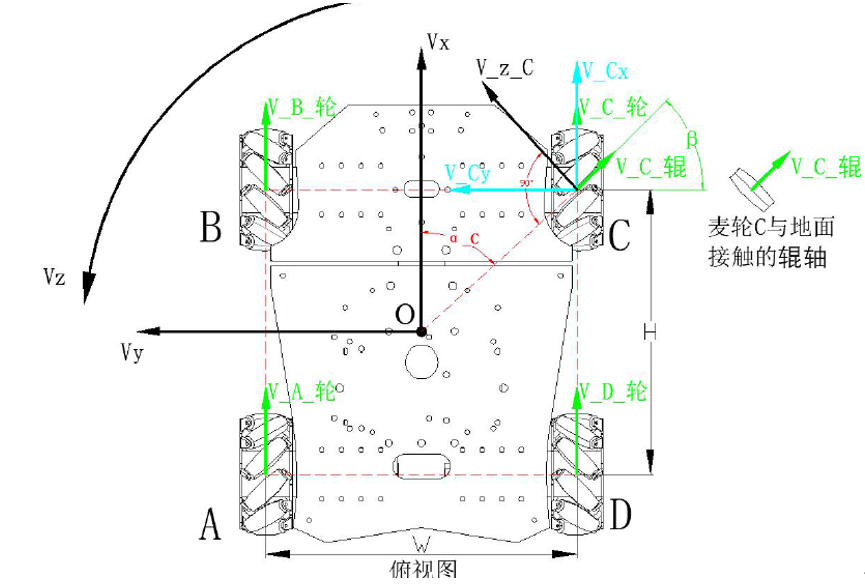 Vx
V_z_C
V_Cx
V_B_轮
V_C_轮
β
V_C_辊
V_C_辊
V_Cy
90°
B
C
麦轮C与地面
接触的辊轴
α_C
Vz
O
H
Vy
V_A_轮
V_D_轮
A
D
W
俯视图